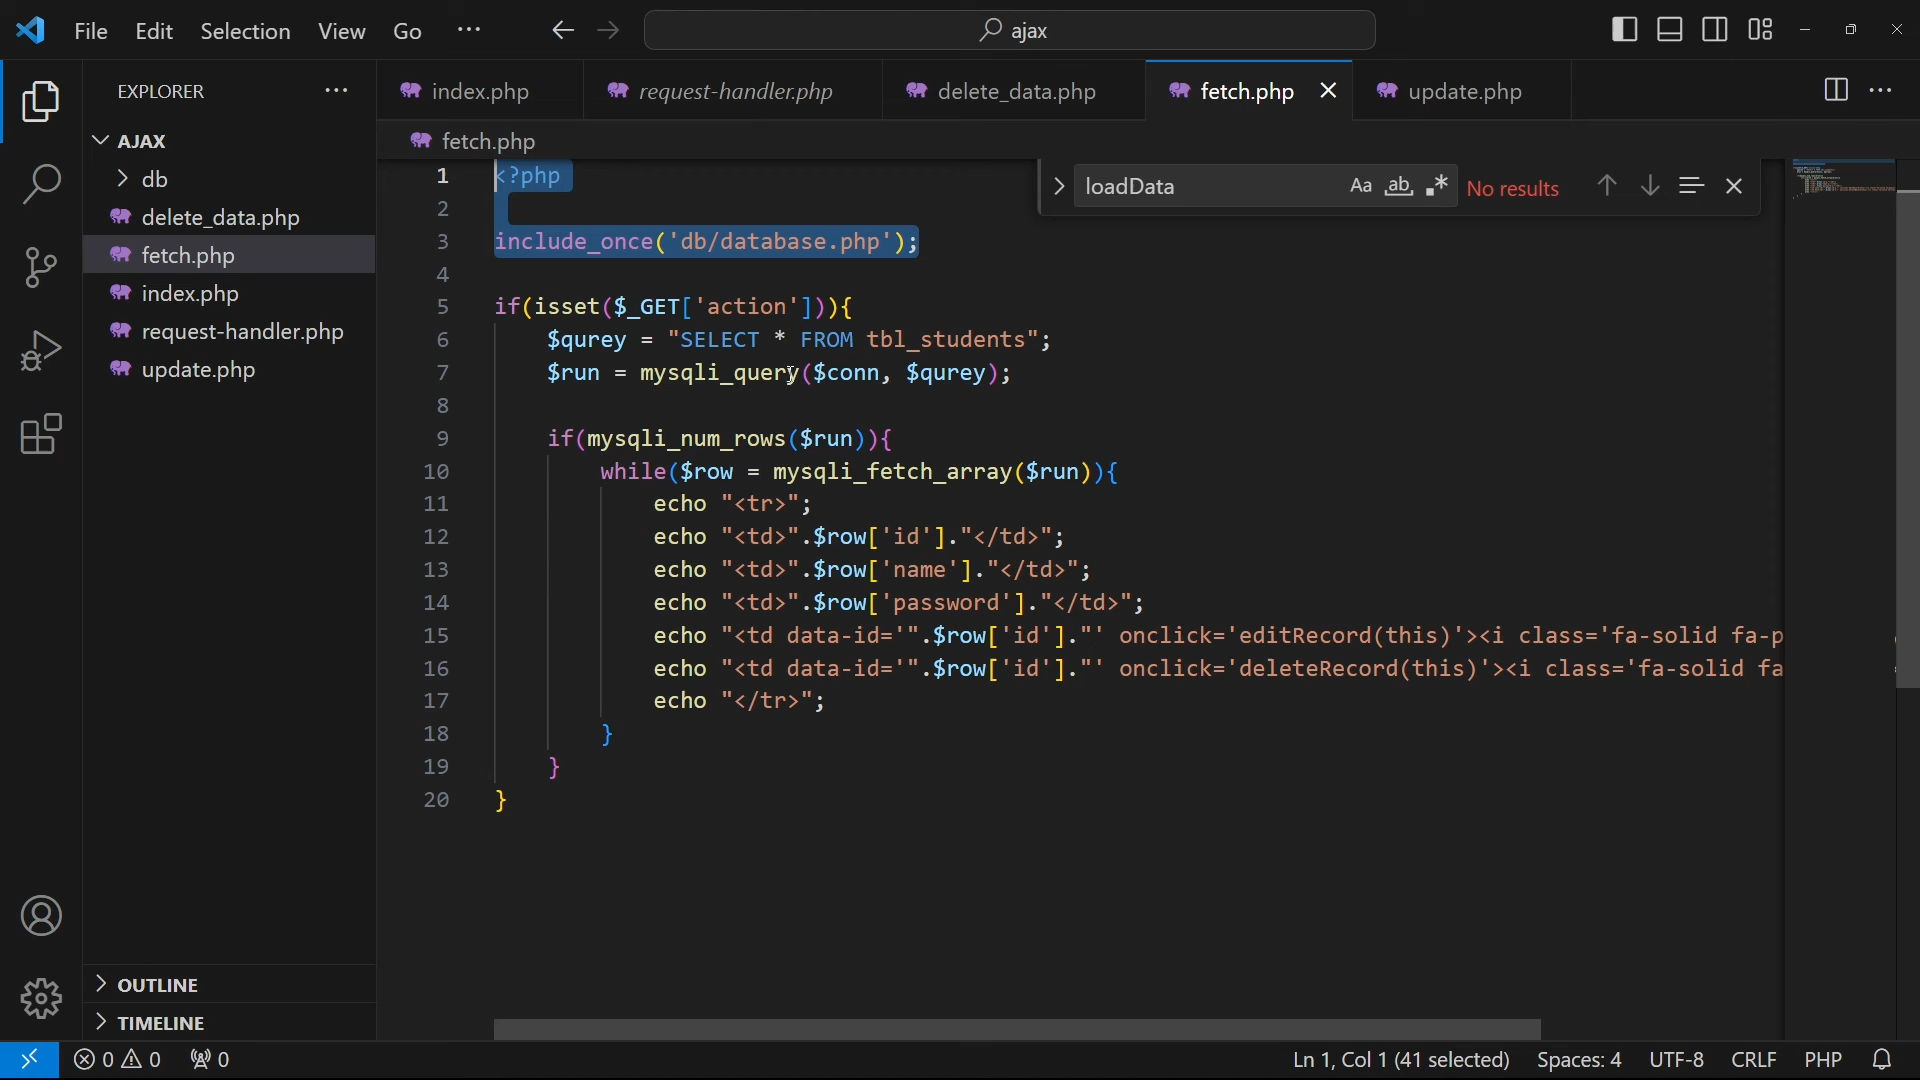 File Edit Selection View Go ··· ajax
EXPLORER ···
index.php request-handler.php delete_data.php fetch.php update.php ···
AJAX
db
delete_data.php
fetch.php
index.php
request-handler.php
update.php
OUTLINE
TIMELINE
fetch.php
loadData Aa ab .* No results
1 <?php
2
3 include_once('db/database.php');
4
5 if(isset($_GET['action'])){
6 $qurey = "SELECT * FROM tbl_students";
7 $run = mysqli_query($conn, $qurey);
8
9 if(mysqli_num_rows($run)){
10 while($row = mysqli_fetch_array($run)){
11 echo "<tr>";
12 echo "<td>".$row['id']."</td>";
13 echo "<td>".$row['name']."</td>";
14 echo "<td>".$row['password']."</td>";
15 echo "<td data-id='".$row['id']."' onclick='editRecord(this)'><i class='fa-solid fa-p
16 echo "<td data-id='".$row['id']."' onclick='deleteRecord(this)'><i class='fa-solid fa
17 echo "</tr>";
18 }
19 }
20 }
0 0 0 Ln 1, Col 1 (41 selected) Spaces: 4 UTF-8 CRLF PHP